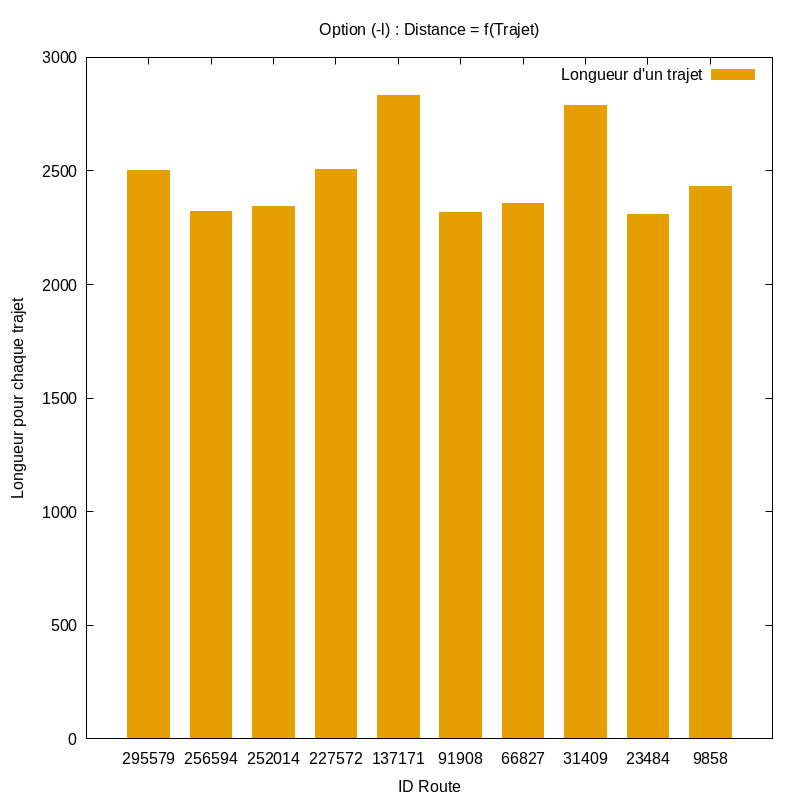 Option (-l) : Distance = f(Trajet)
Longueur d'un trajet
3000
2500
2000
1500
1000
500
0
Longueur pour chaque trajet
295579 256594 252014 227572 137171 91908 66827 31409 23484 9858
ID Route